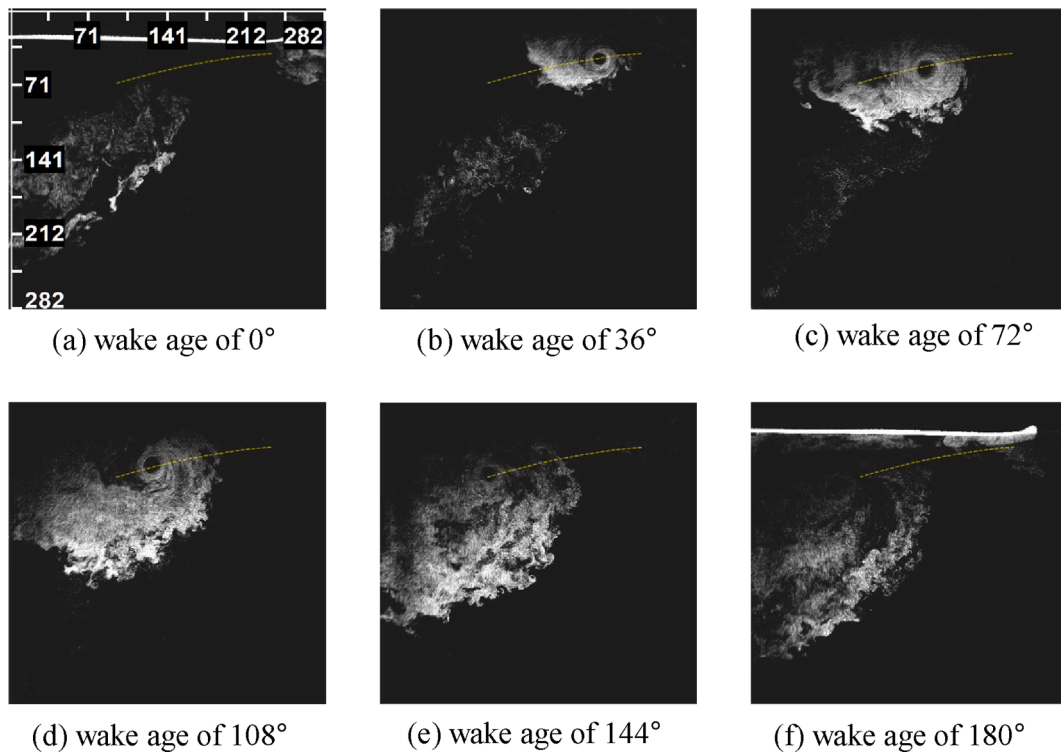 71 141 212 282
71
141
212
282
(a) wake age of 0°
(b) wake age of 36°
(c) wake age of 72°
(d) wake age of 108°
(e) wake age of 144°
(f) wake age of 180°